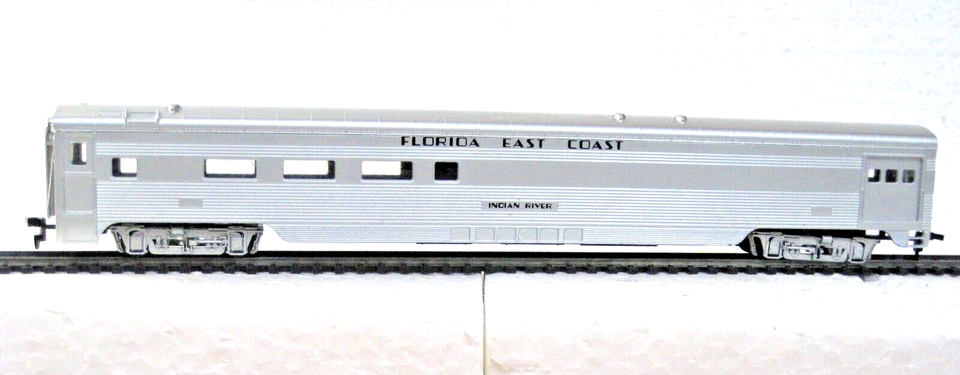 FLORIDA EAST COAST
INDIAN RIVER